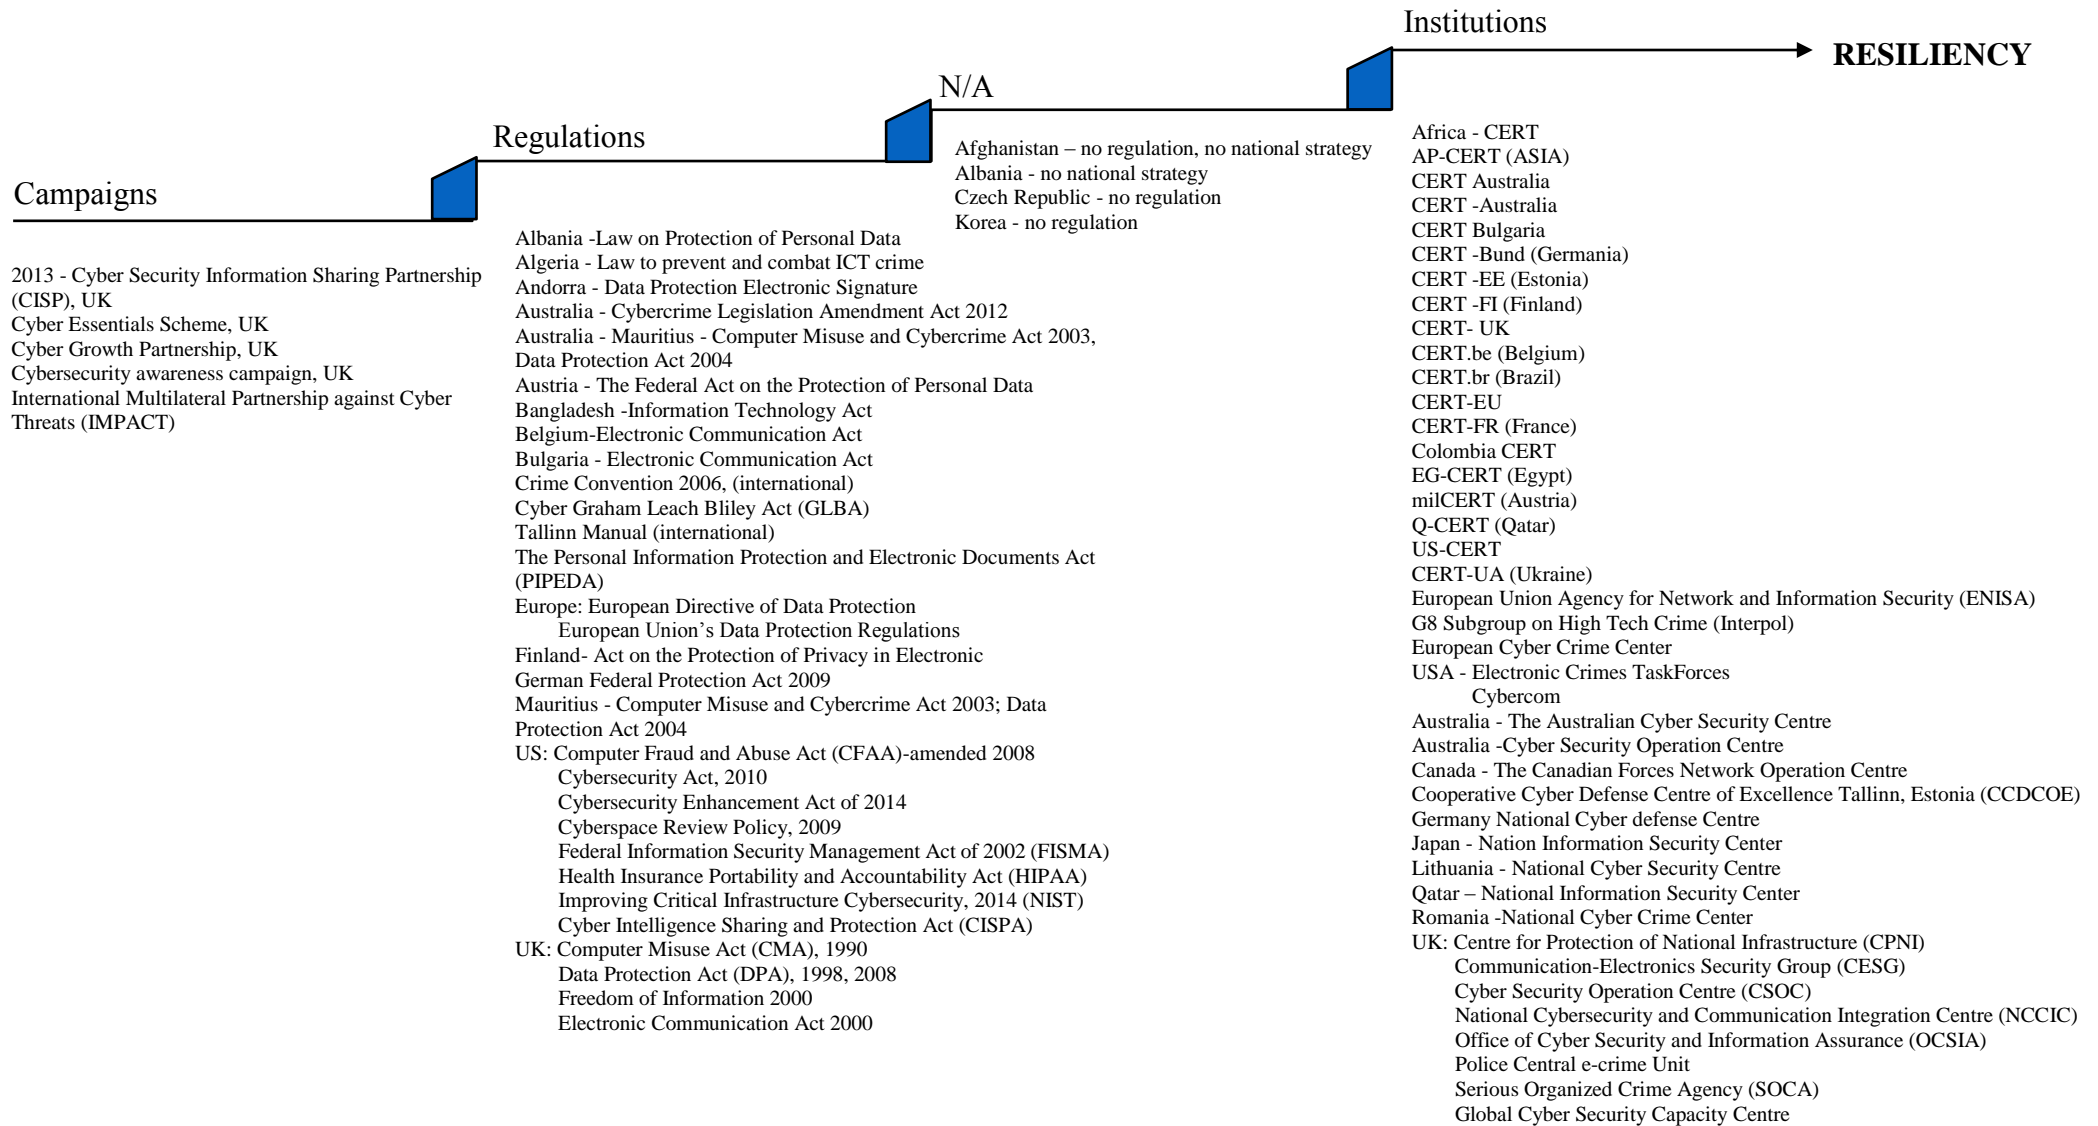 Campaigns
2013 - Cyber Security Information Sharing Partnership
(CISP), UK
Cyber Essentials Scheme, UK
Cyber Growth Partnership, UK
Cybersecurity awareness campaign, UK
International Multilateral Partnership against Cyber
Threats (IMPACT)
Regulations
Albania -Law on Protection of Personal Data
Algeria - Law to prevent and combat ICT crime
Andorra - Data Protection Electronic Signature
Australia - Cybercrime Legislation Amendment Act 2012
Australia - Mauritius - Computer Misuse and Cybercrime Act 2003,
Data Protection Act 2004
Austria - The Federal Act on the Protection of Personal Data
Bangladesh -Information Technology Act
Belgium-Electronic Communication Act
Bulgaria - Electronic Communication Act
Crime Convention 2006, (international)
Cyber Graham Leach Bliley Act (GLBA)
Tallinn Manual (international)
The Personal Information Protection and Electronic Documents Act
(PIPEDA)
Europe: European Directive of Data Protection
European Union’s Data Protection Regulations
Finland- Act on the Protection of Privacy in Electronic
German Federal Protection Act 2009
Mauritius - Computer Misuse and Cybercrime Act 2003; Data
Protection Act 2004
US: Computer Fraud and Abuse Act (CFAA)-amended 2008
Cybersecurity Act, 2010
Cybersecurity Enhancement Act of 2014
Cyberspace Review Policy, 2009
Federal Information Security Management Act of 2002 (FISMA)
Health Insurance Portability and Accountability Act (HIPAA)
Improving Critical Infrastructure Cybersecurity, 2014 (NIST)
Cyber Intelligence Sharing and Protection Act (CISPA)
UK: Computer Misuse Act (CMA), 1990
Data Protection Act (DPA), 1998, 2008
Freedom of Information 2000
Electronic Communication Act 2000
N/A
Afghanistan – no regulation, no national strategy
Albania - no national strategy
Czech Republic - no regulation
Korea - no regulation
Institutions
RESILIENCY
Africa - CERT
AP-CERT (ASIA)
CERT Australia
CERT -Australia
CERT Bulgaria
CERT -Bund (Germania)
CERT -EE (Estonia)
CERT -FI (Finland)
CERT- UK
CERT.be (Belgium)
CERT.br (Brazil)
CERT-EU
CERT-FR (France)
Colombia CERT
EG-CERT (Egypt)
milCERT (Austria)
Q-CERT (Qatar)
US-CERT
CERT-UA (Ukraine)
European Union Agency for Network and Information Security (ENISA)
G8 Subgroup on High Tech Crime (Interpol)
European Cyber Crime Center
USA - Electronic Crimes TaskForces
Cybercom
Australia - The Australian Cyber Security Centre
Australia -Cyber Security Operation Centre
Canada - The Canadian Forces Network Operation Centre
Cooperative Cyber Defense Centre of Excellence Tallinn, Estonia (CCDCOE)
Germany National Cyber defense Centre
Japan - Nation Information Security Center
Lithuania - National Cyber Security Centre
Qatar – National Information Security Center
Romania -National Cyber Crime Center
UK: Centre for Protection of National Infrastructure (CPNI)
Communication-Electronics Security Group (CESG)
Cyber Security Operation Centre (CSOC)
National Cybersecurity and Communication Integration Centre (NCCIC)
Office of Cyber Security and Information Assurance (OCSIA)
Police Central e-crime Unit
Serious Organized Crime Agency (SOCA)
Global Cyber Security Capacity Centre